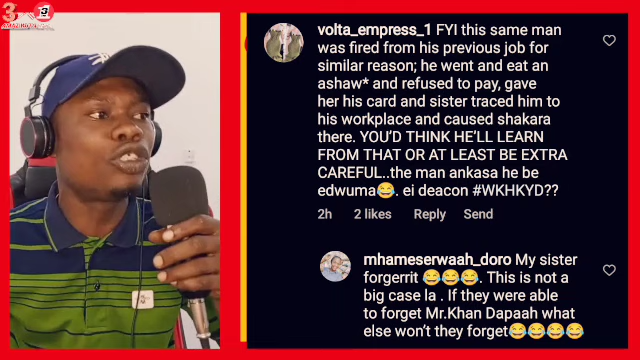 3
3
volta_empress_1 FYI this same man
was fired from his previous job for
similar reason; he went and eat an
ashaw* and refused to pay, gave
her his card and sister traced him to
his workplace and caused shakara
there. YOU'D THINK HE'LL LEARN
FROM THAT OR AT LEAST BE EXTRA
CAREFUL..the man ankasa he be
edwuma😂. ei deacon #WKHKYD??
2h 2 likes Reply Send
mhameserwaah_doro My sister
forgerrit 😂😂😂. This is not a
big case la . If they were able
to forget Mr.Khan Dapaah what
else won't they forget😂😂😂😂